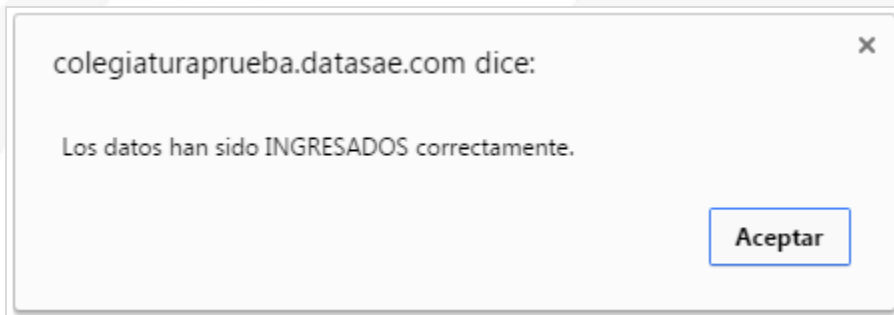 colegiaturaprueba.datasae.com dice:
Los datos han sido INGRESADOS correctamente.
Aceptar